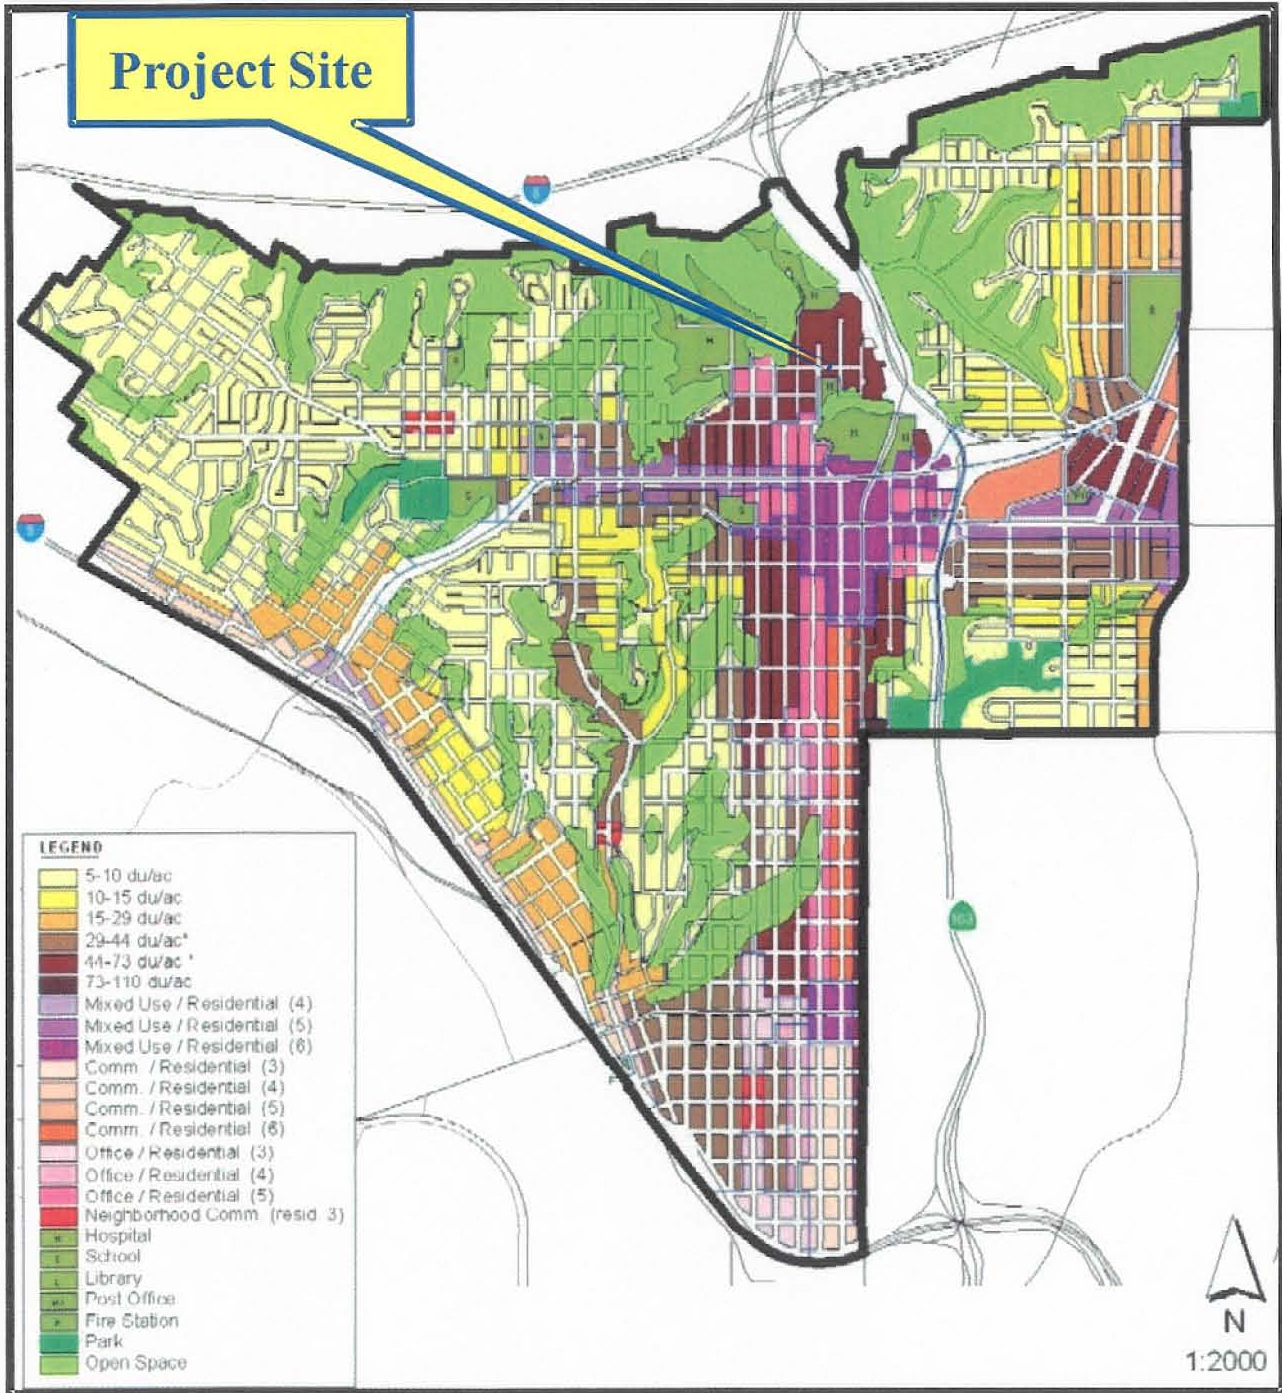 Project Site
8
163
LEGEND
5-10 du/ac
10-15 du/ac
15-29 du/ac
29-44 du/ac*
44-73 du/ac *
73-110 du/ac
Mixed Use / Residential (4)
Mixed Use / Residential (5)
Mixed Use / Residential (6)
Comm / Residential (3)
Comm. / Residential (4)
Comm. / Residential (5)
Comm. / Residential (6)
Office / Residential (3)
Office / Residential (4)
Office / Residential (5)
Neighborhood Comm (resid 3)
Hospital
School
Library
Post Office
Fire Station
Park
Open Space
N
1:2000